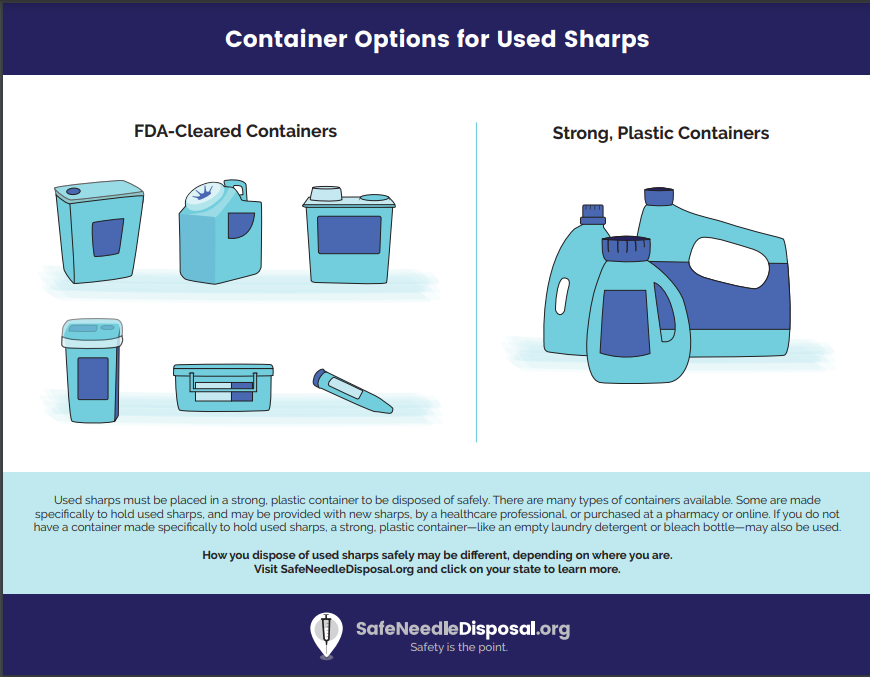 Container Options for Used Sharps
FDA-Cleared Containers
Strong, Plastic Containers
Used sharps must be placed in a strong, plastic container to be disposed of safely. There are many types of containers available. Some are made
specifically to hold used sharps, and may be provided with new sharps, by a healthcare professional, or purchased at a pharmacy or online. If you do not
have a container made specifically to hold used sharps, a strong, plastic container—like an empty laundry detergent or bleach bottle—may also be used.
How you dispose of used sharps safely may be different, depending on where you are.
Visit SafeNeedleDisposal.org and click on your state to learn more.
SafeNeedleDisposal.org
Safety is the point.